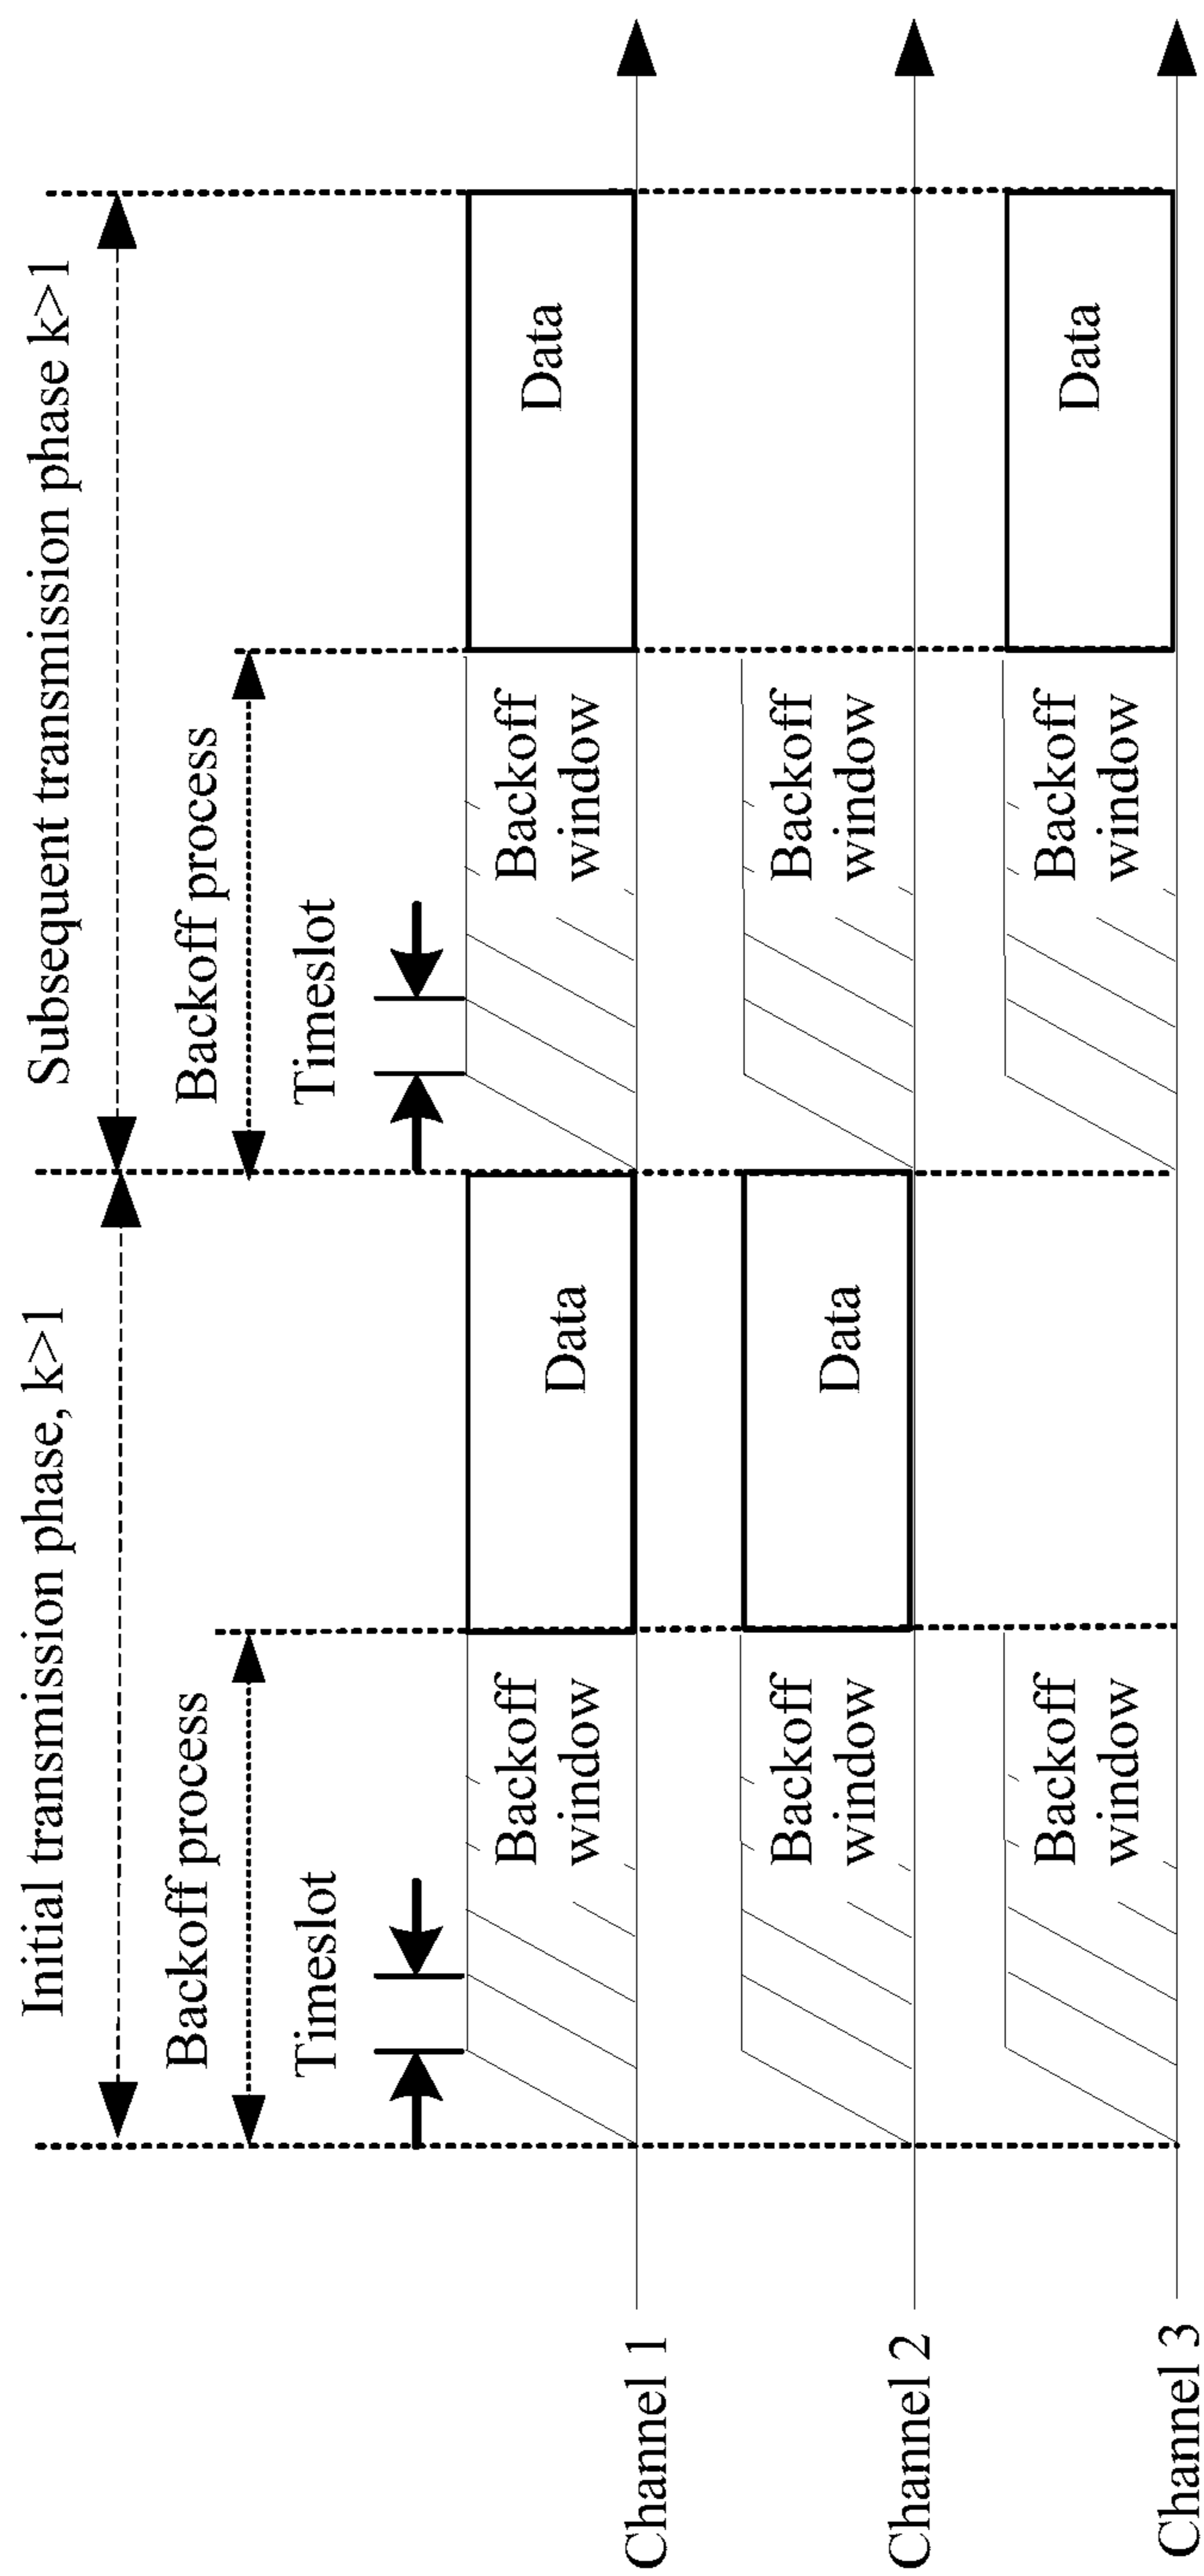 Initial transmission phase, k>1
Subsequent transmission phase k>1
Backoff process
Backoff process
Timeslot
Timeslot
Backoff
window
Data
Backoff
window
Data
Channel 1
Backoff
window
Data
Backoff
window
Channel 2
Backoff
window
Backoff
window
Data
Channel 3